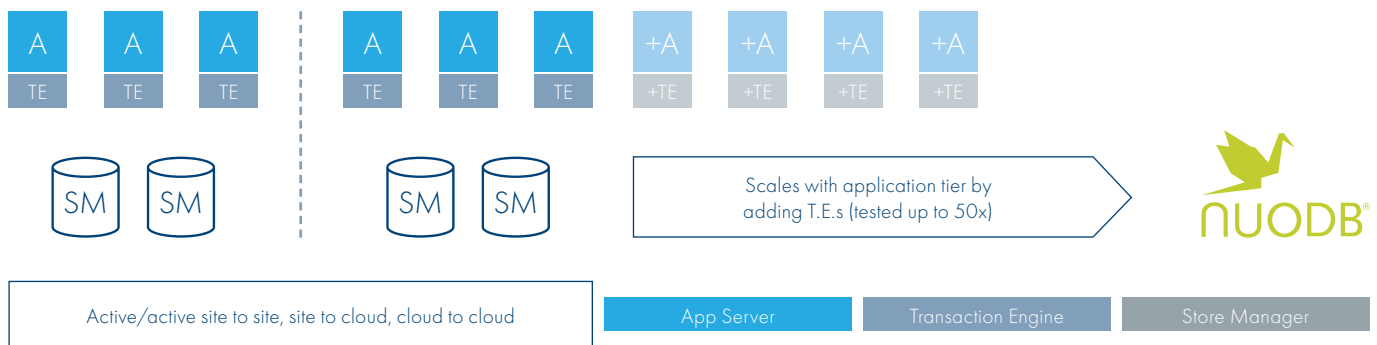 A A A A A A +A +A +A +A
TE TE TE TE TE TE +TE +TE +TE +TE
SM SM SM SM
Scales with application tier by
adding T.E.s (tested up to 50x)
NUODB®
Active/active site to site, site to cloud, cloud to cloud
App Server
Transaction Engine
Store Manager